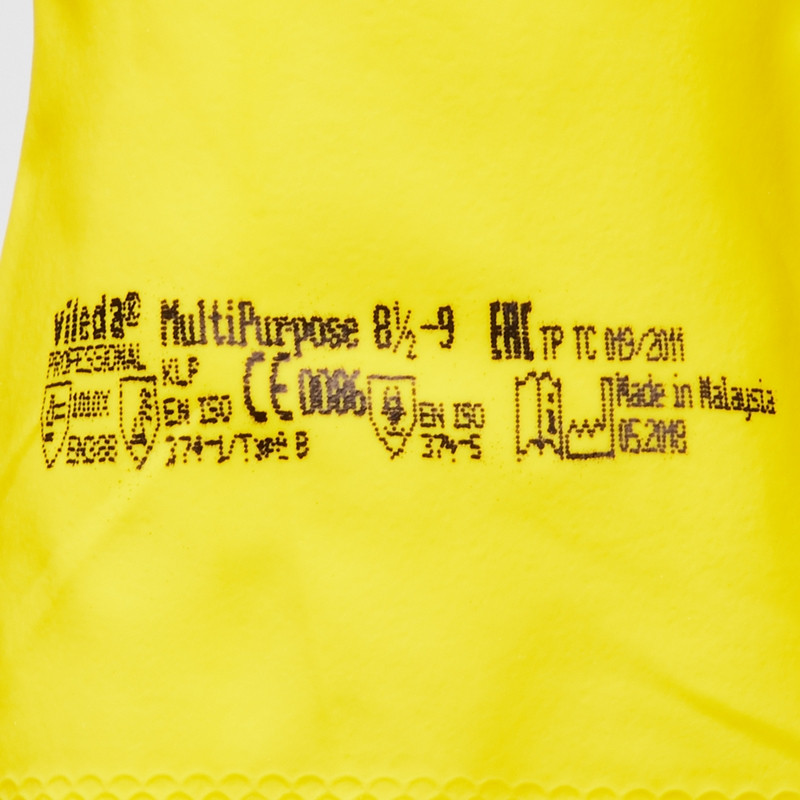 vileda® MultiPurpose 8½-9 EAC TP TC 019/2011
PROFESSIONAL
KLP
EN ISO
374-1/Type B
CE 0086
EN ISO
374-5
i
Made in Malaysia
05.2018